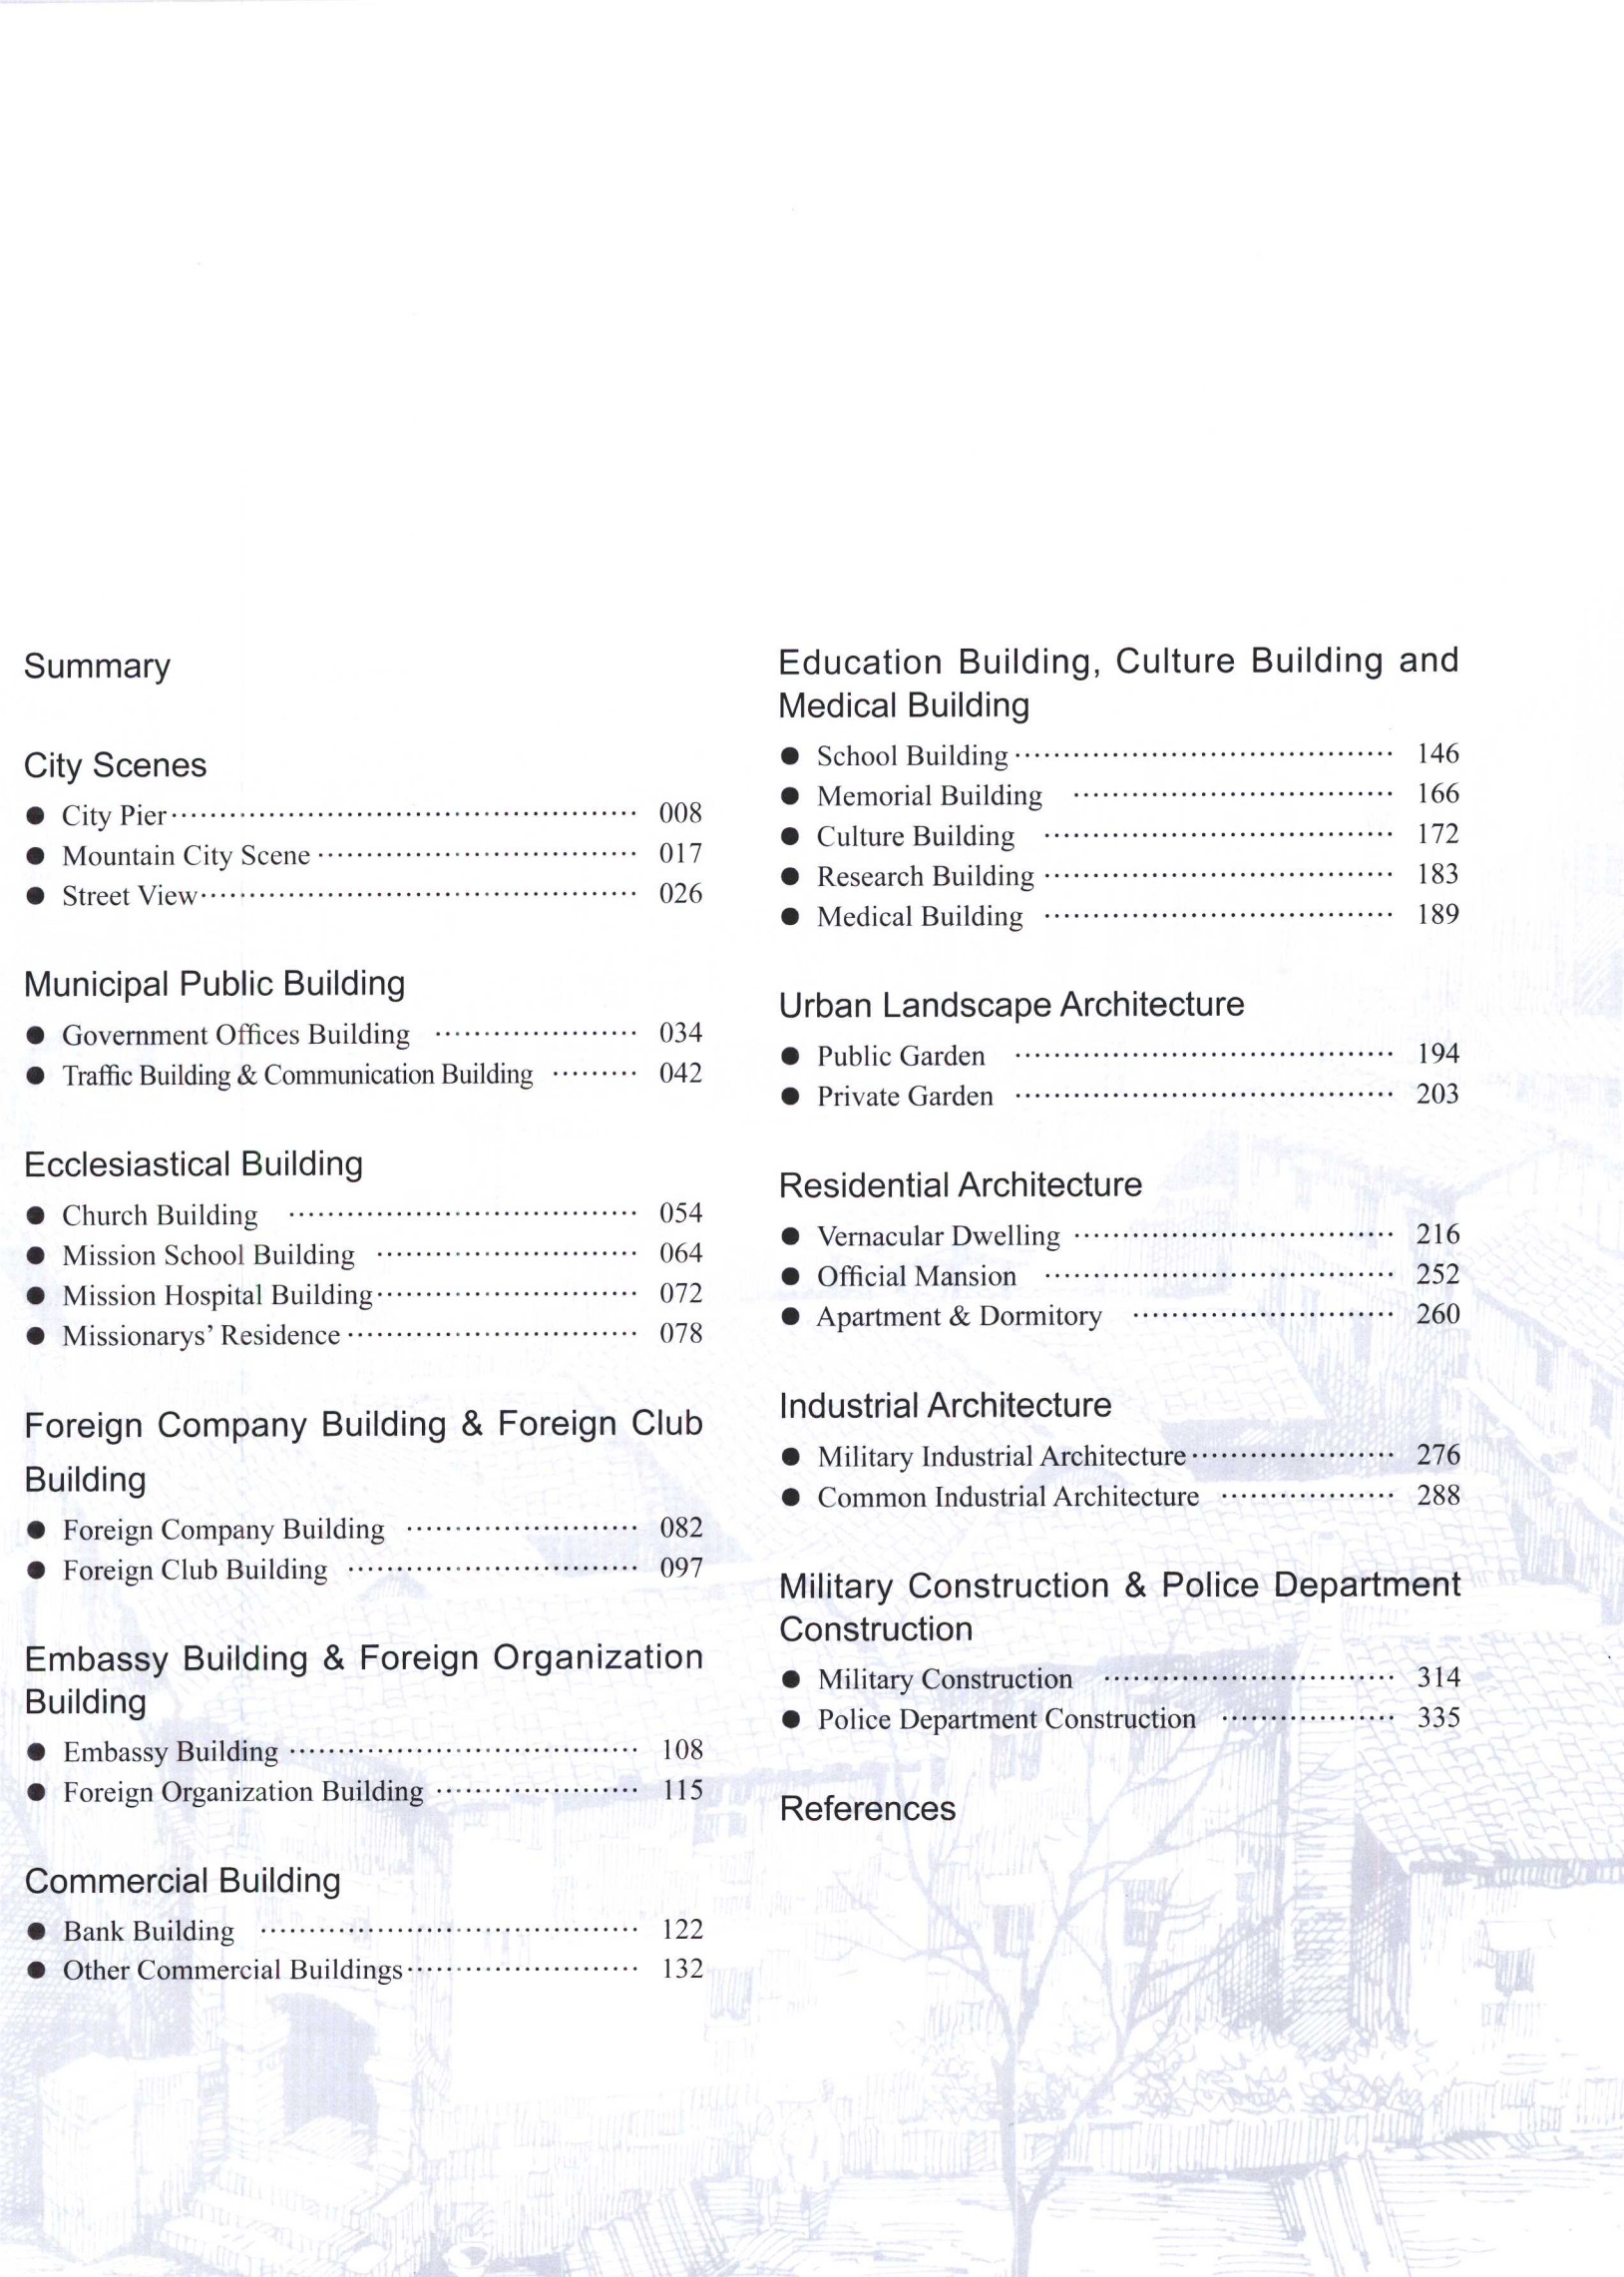 Summary
City Scenes
● City Pier ························ 008
● Mountain City Scene ························ 017
● Street View ························ 026
Municipal Public Building
● Government Offices Building ························ 034
● Traffic Building & Communication Building ········· 042
Ecclesiastical Building
● Church Building ························ 054
● Mission School Building ························ 064
● Mission Hospital Building ························ 072
● Missionarys’ Residence ························ 078
Foreign Company Building & Foreign Club
Building
● Foreign Company Building ························ 082
● Foreign Club Building ························ 097
Embassy Building & Foreign Organization
Building
● Embassy Building ························ 108
● Foreign Organization Building ························ 115
Commercial Building
● Bank Building ························ 122
● Other Commercial Buildings ························ 132
Education Building, Culture Building and
Medical Building
● School Building ························ 146
● Memorial Building ························ 166
● Culture Building ························ 172
● Research Building ························ 183
● Medical Building ························ 189
Urban Landscape Architecture
● Public Garden ························ 194
● Private Garden ························ 203
Residential Architecture
● Vernacular Dwelling ························ 216
● Official Mansion ························ 252
● Apartment & Dormitory ························ 260
Industrial Architecture
● Military Industrial Architecture ························ 276
● Common Industrial Architecture ························ 288
Military Construction & Police Department
Construction
● Military Construction ························ 314
● Police Department Construction ························ 335
References